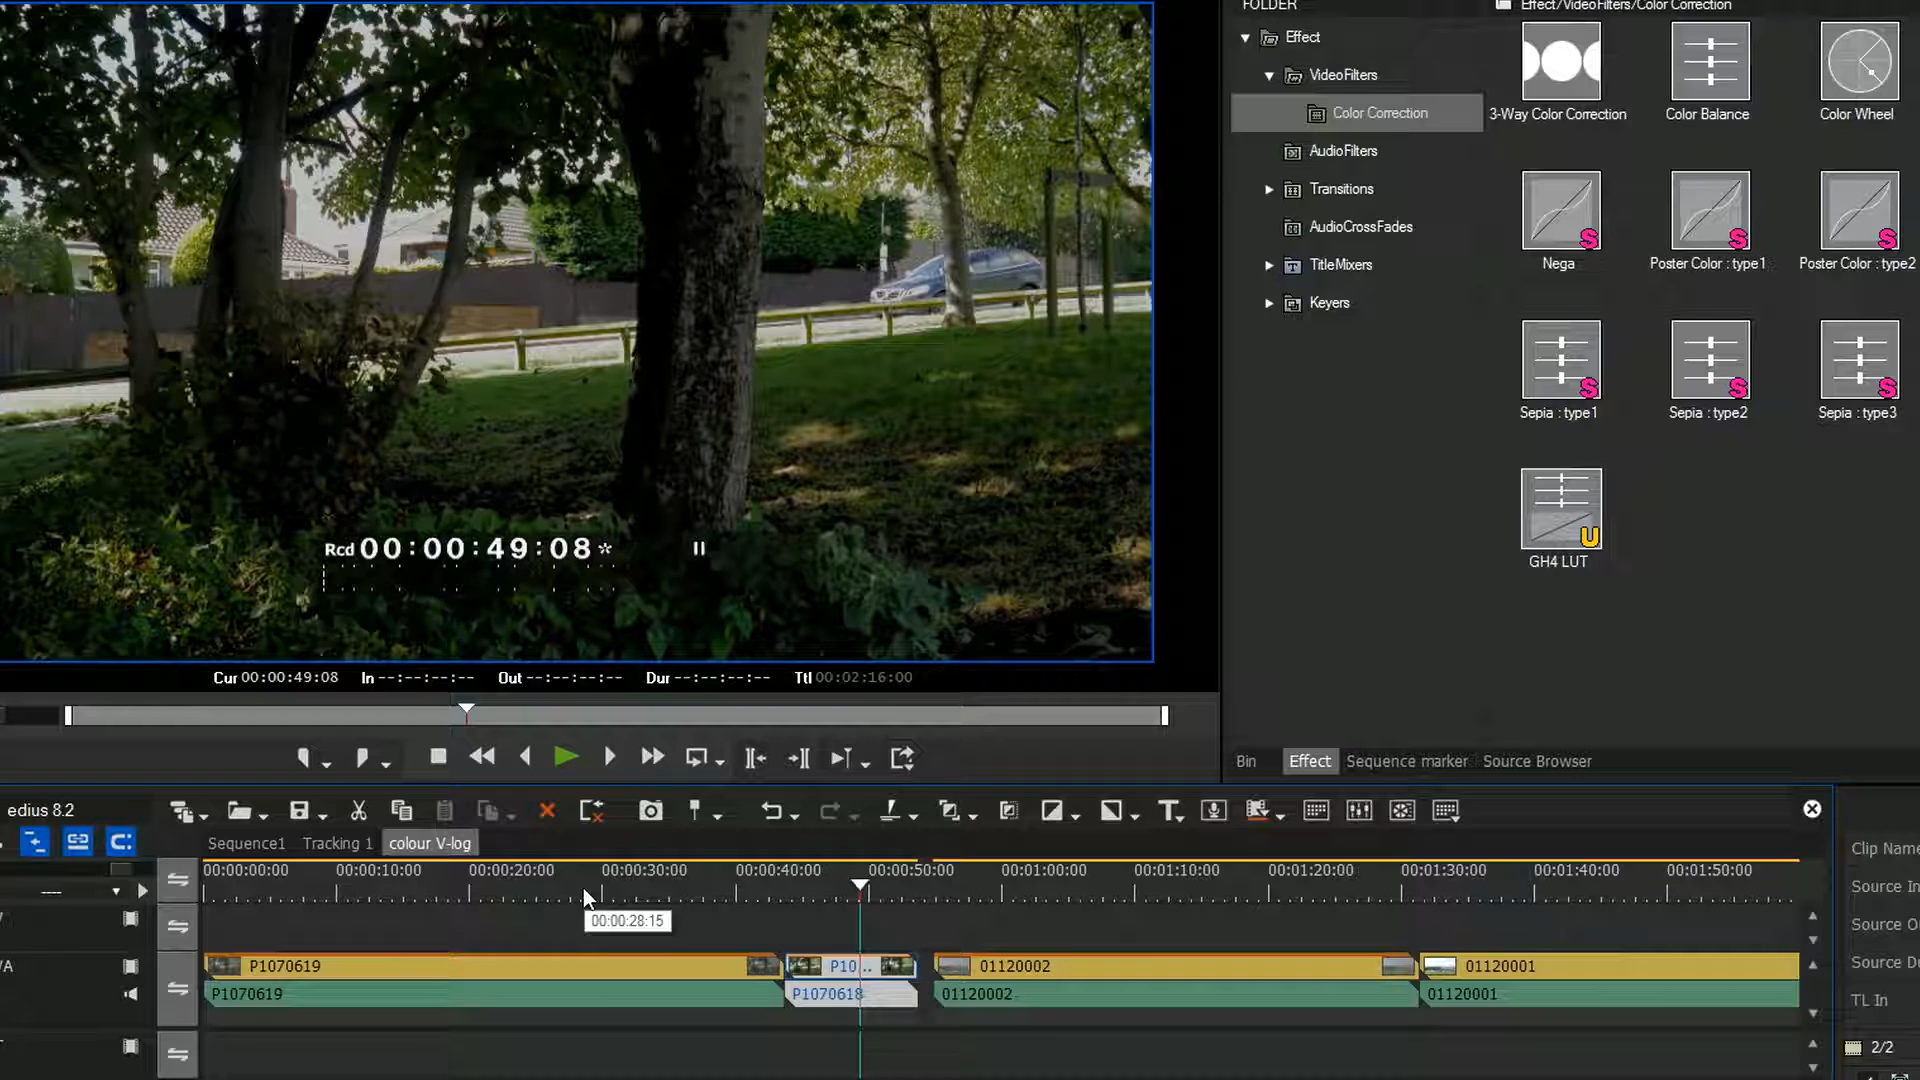 FOLDER
Effect/VideoFilters/Color Correction
Effect
VideoFilters
Color Correction
AudioFilters
Transitions
AudioCrossFades
TitleMixers
Keyers
3-Way Color Correction
Color Balance
Color Wheel
S
S
S
Nega
Poster Color : type1
Poster Color : type2
S
S
S
Sepia : type1
Sepia : type2
Sepia : type3
U
GH4 LUT
Rcd 00:00:49:08 *
Cur 00:00:49:08 In --:--:--:-- Out --:--:--:-- Dur --:--:--:-- Ttl 00:02:16:00
Bin
Effect
Sequence marker
Source Browser
edius 8.2
Sequence1
Tracking 1
colour V-log
00:00:00:00
00:00:10:00
00:00:20:00
00:00:30:00
00:00:40:00
00:00:50:00
00:01:00:00
00:01:10:00
00:01:20:00
00:01:30:00
00:01:40:00
00:01:50:00
00:00:28:15
P1070619
P10 ..
01120002
01120001
P1070619
P1070618
01120002
01120001
Clip Name
Source In
Source
Source
TL In
2/2